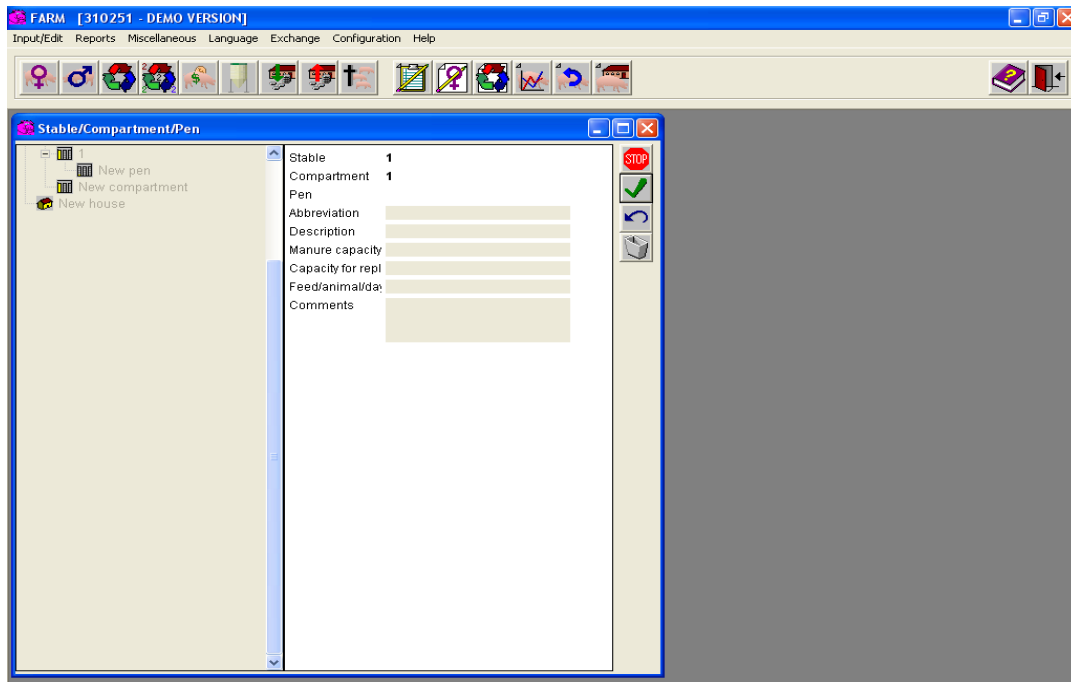 FARM [310251 - DEMO VERSION]
Input/Edit Reports Miscellaneous Language Exchange Configuration Help
Stable/Compartment/Pen
1
New pen
New compartment
New house
Stable 1
Compartment 1
Pen
Abbreviation
Description
Manure capacity
Capacity for repl
Feed/animal/day
Comments
STOP